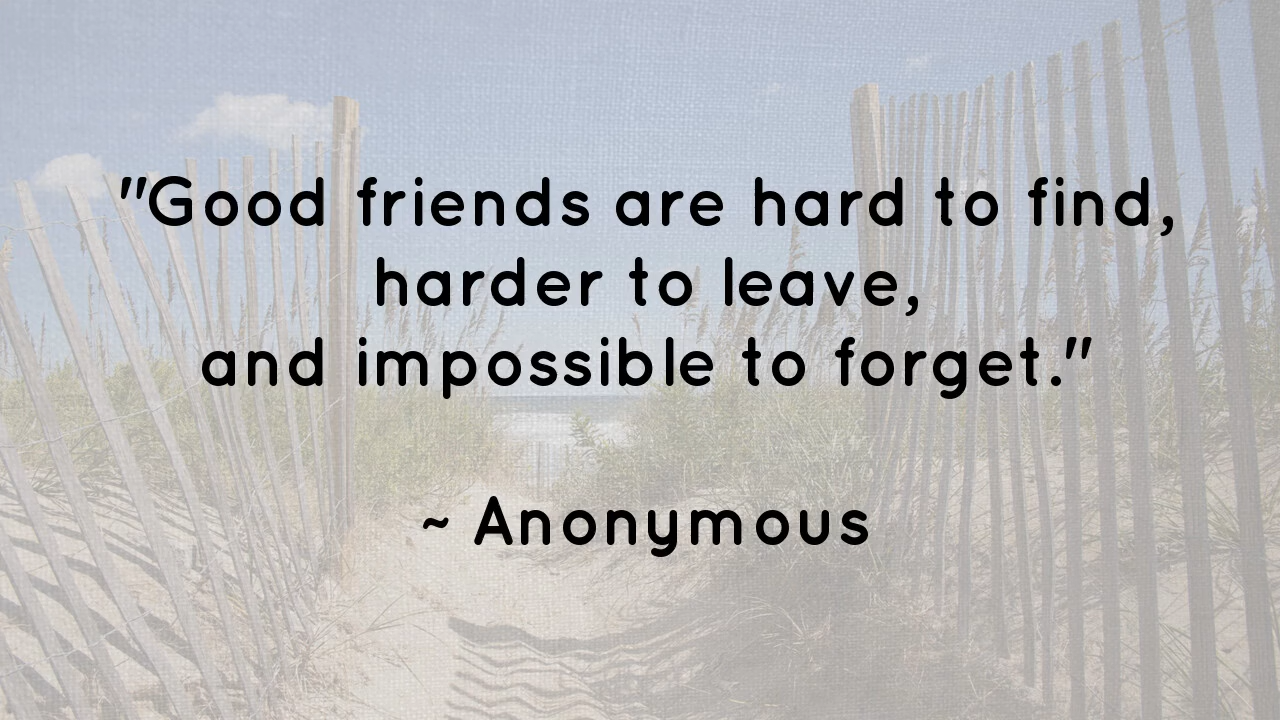 "Good friends are hard to find,
harder to leave,
and impossible to forget."
~ Anonymous